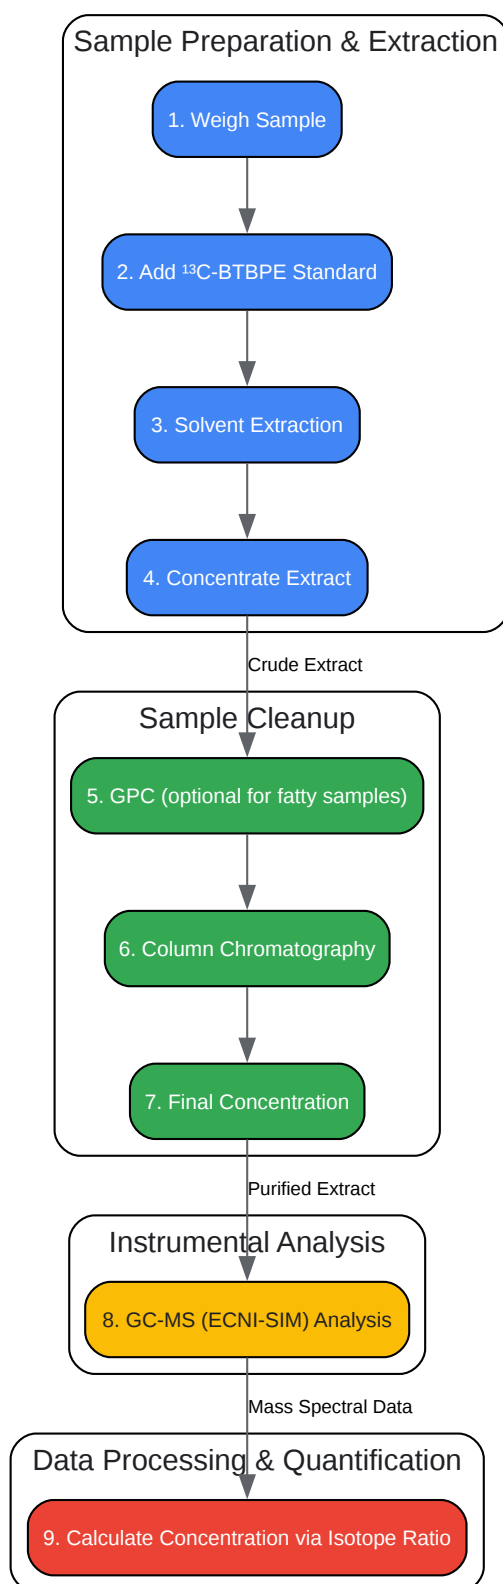 Sample Preparation & Extraction
1. Weigh Sample
2. Add ¹³C-BTBPE Standard
3. Solvent Extraction
4. Concentrate Extract
Crude Extract
Sample Cleanup
5. GPC (optional for fatty samples)
6. Column Chromatography
7. Final Concentration
Purified Extract
Instrumental Analysis
8. GC-MS (ECNI-SIM) Analysis
Mass Spectral Data
Data Processing & Quantification
9. Calculate Concentration via Isotope Ratio